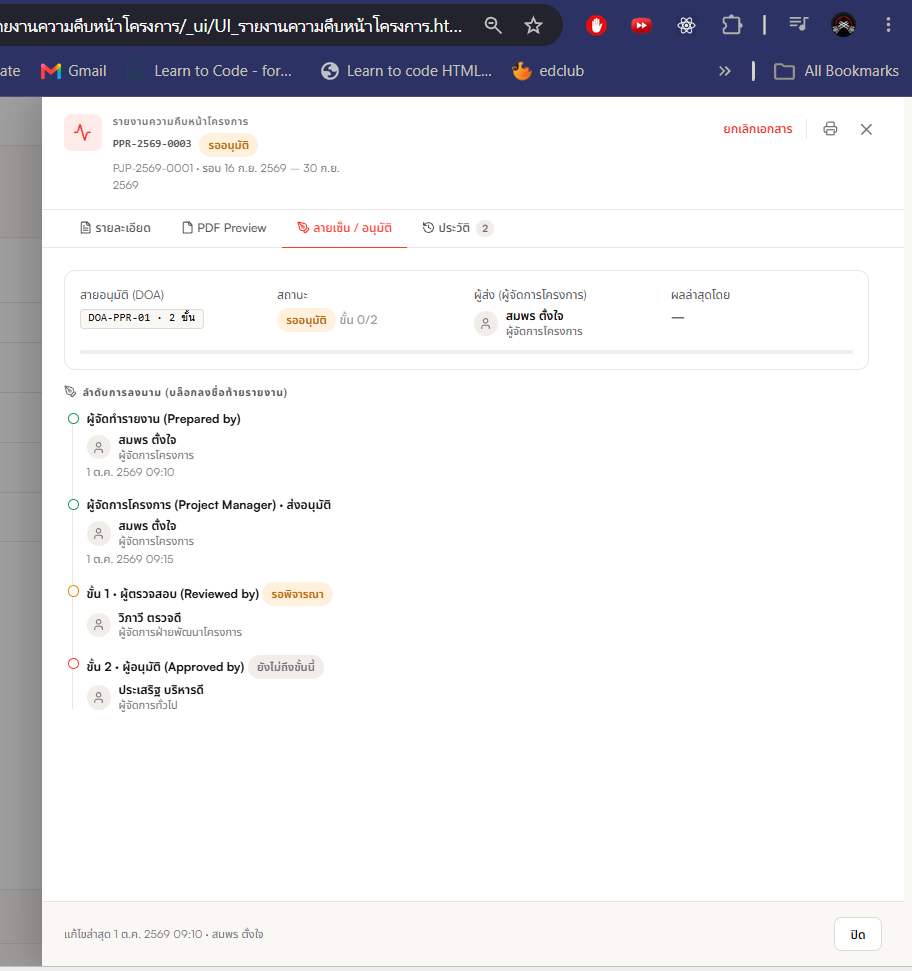 ายงานความคืบหน้าโครงการ/_ui/UI_รายงานความคืบหน้าโครงการ.ht...
ate Gmail Learn to Code - for... Learn to code HTML... edclub » All Bookmarks
รายงานความคืบหน้าโครงการ
PPR-2569-0003 รออนุมัติ
PJP-2569-0001 • รอบ 16 ก.ย. 2569 — 30 ก.ย.
2569
ยกเลิกเอกสาร
รายละเอียด PDF Preview ลายเซ็น / อนุมัติ ประวัติ 2
สายอนุมัติ (DOA) สถานะ ผู้ส่ง (ผู้จัดการโครงการ) ผลล่าสุดโดย
DOA-PPR-01 · 2 ขั้น รออนุมัติ ขั้น 0/2 สมพร ตั้งใจ —
ผู้จัดการโครงการ
ลำดับการลงนาม (บล็อกลงชื่อท้ายรายงาน)
ผู้จัดทำรายงาน (Prepared by)
สมพร ตั้งใจ
ผู้จัดการโครงการ
1 ต.ค. 2569 09:10
ผู้จัดการโครงการ (Project Manager) • ส่งอนุมัติ
สมพร ตั้งใจ
ผู้จัดการโครงการ
1 ต.ค. 2569 09:15
ขั้น 1 • ผู้ตรวจสอบ (Reviewed by) รอพิจารณา
วิภาวี ตรวจดี
ผู้จัดการฝ่ายพัฒนาโครงการ
ขั้น 2 • ผู้อนุมัติ (Approved by) ยังไม่ถึงขั้นนี้
ประเสริฐ บริหารดี
ผู้จัดการทั่วไป
แก้ไขล่าสุด 1 ต.ค. 2569 09:10 • สมพร ตั้งใจ
ปิด